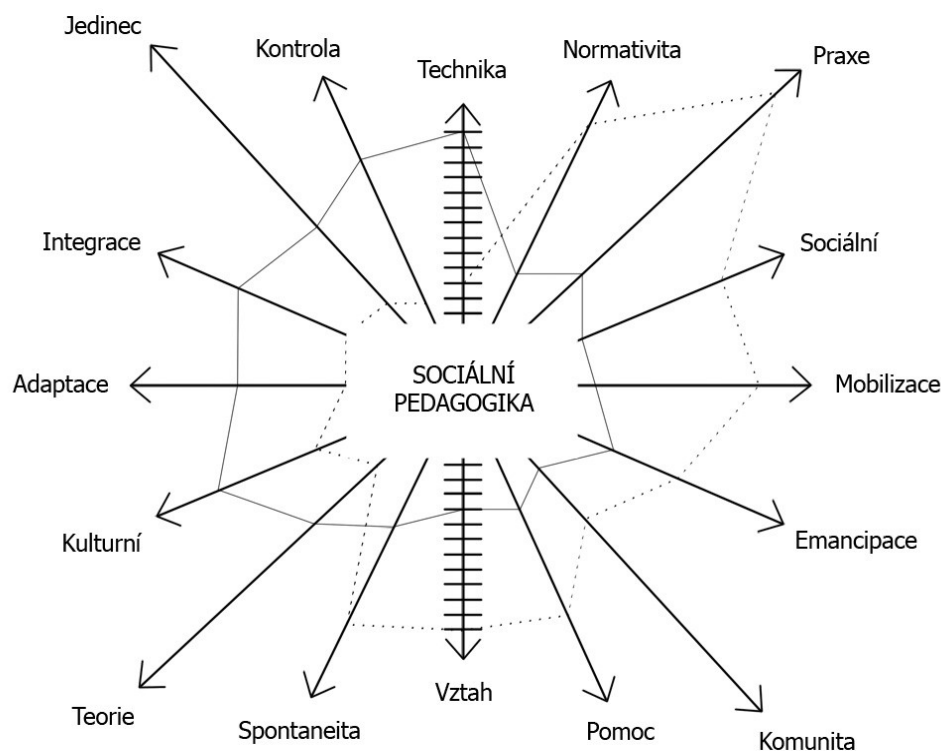 Jedinec
Kontrola
Technika
Normativita
Praxe
Integrace
Sociální
Adaptace
SOCIÁLNÍ
PEDAGOGIKA
Mobilizace
Kulturní
Emancipace
Teorie
Spontaneita
Vztah
Pomoc
Komunita